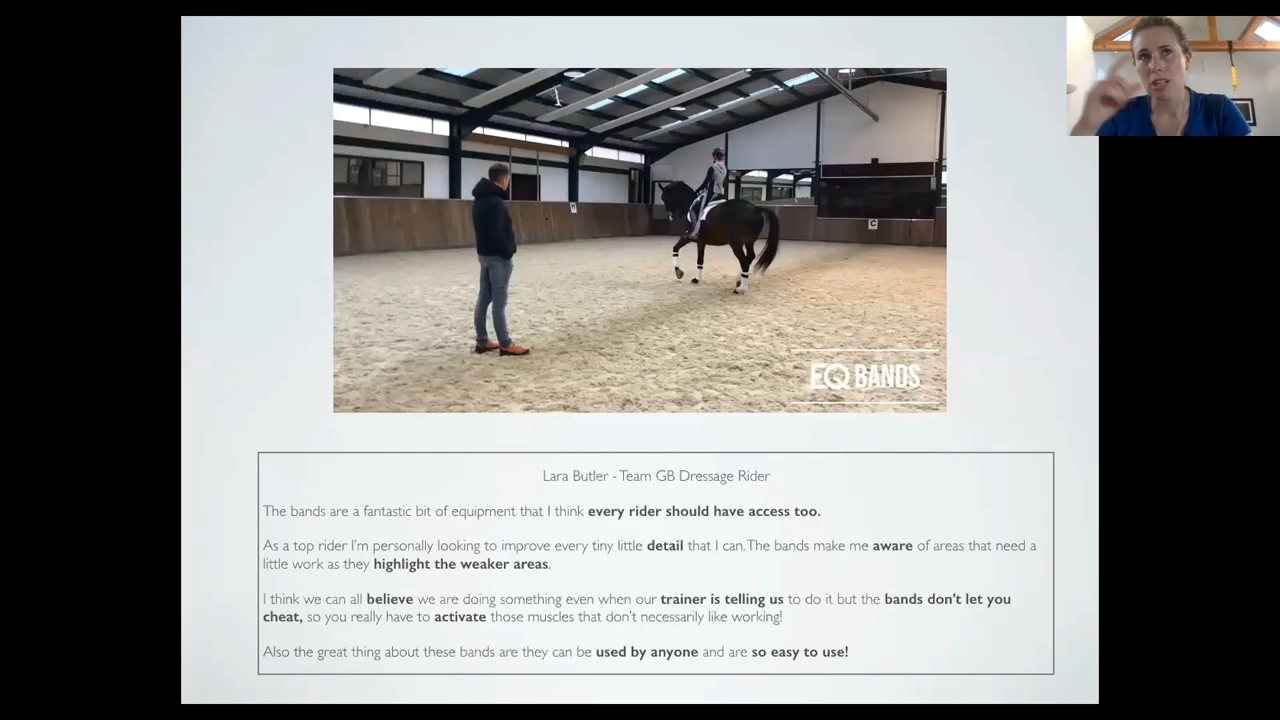 EQ BANDS
C
Lara Butler - Team GB Dressage Rider
The bands are a fantastic bit of equipment that I think every rider should have access too.
As a top rider I'm personally looking to improve every tiny little detail that I can. The bands make me aware of areas that need a
little work as they highlight the weaker areas.
I think we can all believe we are doing something even when our trainer is telling us to do it but the bands don't let you
cheat, so you really have to activate those muscles that don't necessarily like working!
Also the great thing about these bands are they can be used by anyone and are so easy to use!